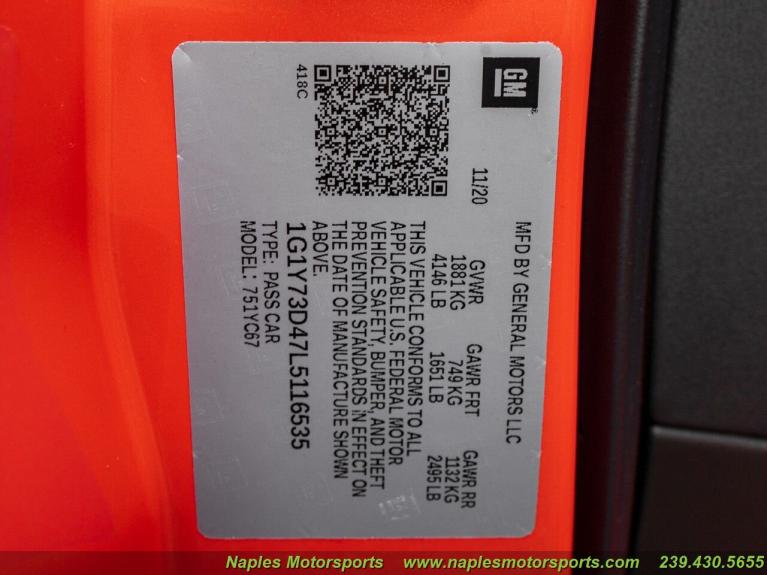 GM
MFD BY GENERAL MOTORS LLC
11/20
GVWR GAWR FRT GAWR RR
1881 KG 749 KG 1132 KG
4146 LB 1651 LB 2495 LB
THIS VEHICLE CONFORMS TO ALL
APPLICABLE U.S. FEDERAL MOTOR
VEHICLE SAFETY, BUMPER, AND THEFT
PREVENTION STANDARDS IN EFFECT ON
THE DATE OF MANUFACTURE SHOWN
ABOVE.
1G1Y73D47L5116535
TYPE: PASS CAR
MODEL: 751YC67
418C
Naples Motorsports www.naplesmotorsports.com 239.430.5655